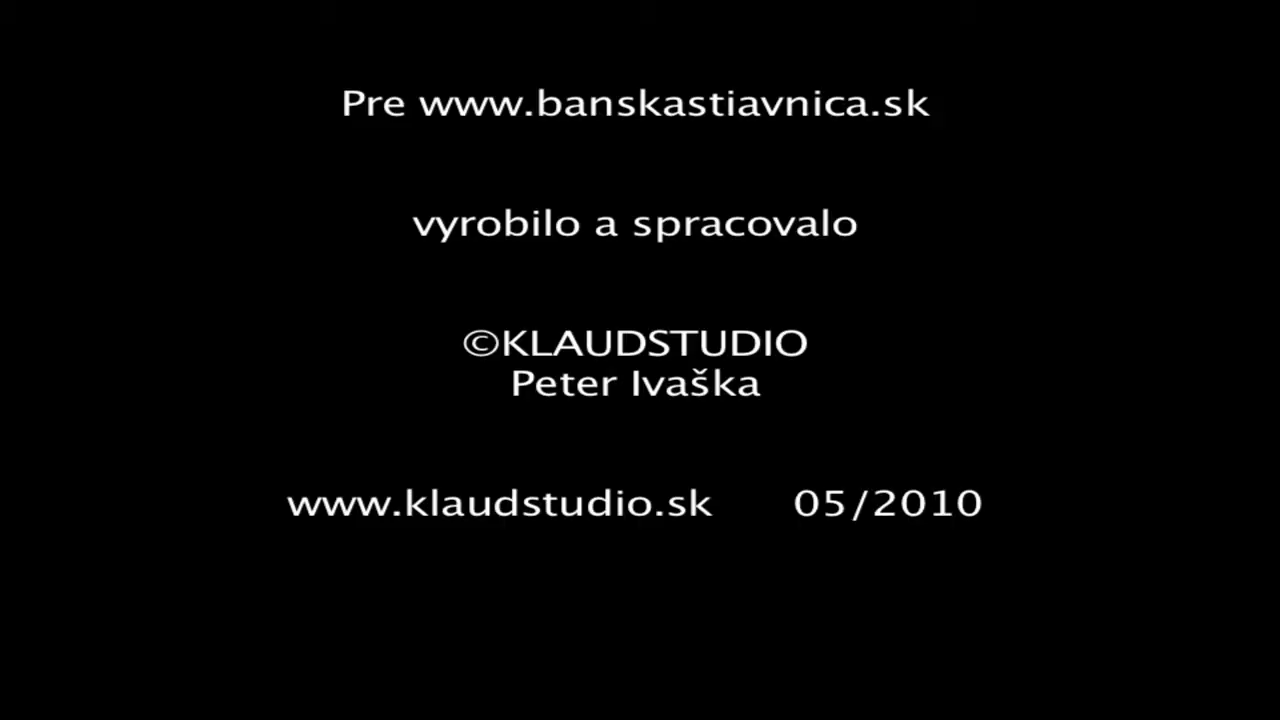 Pre www.banskastiavnica.sk
vyrobilo a spracovalo
©KLAUDSTUDIO
Peter Ivaška
www.klaudstudio.sk 05/2010